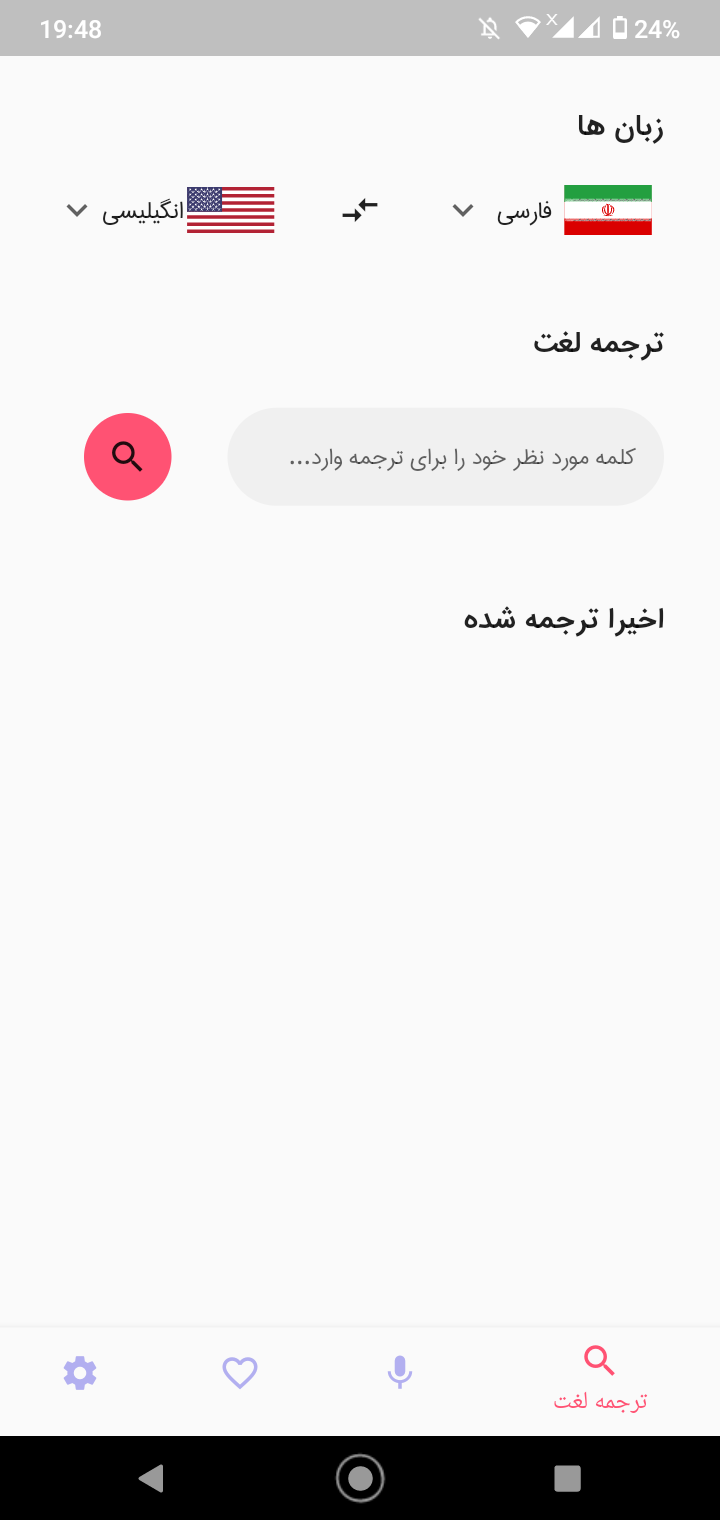 19:48 24%
زبان ها
فارسی انگیلیسی
ترجمه لغت
کلمه مورد نظر خود را برای ترجمه وارد...
اخیرا ترجمه شده
ترجمه لغت